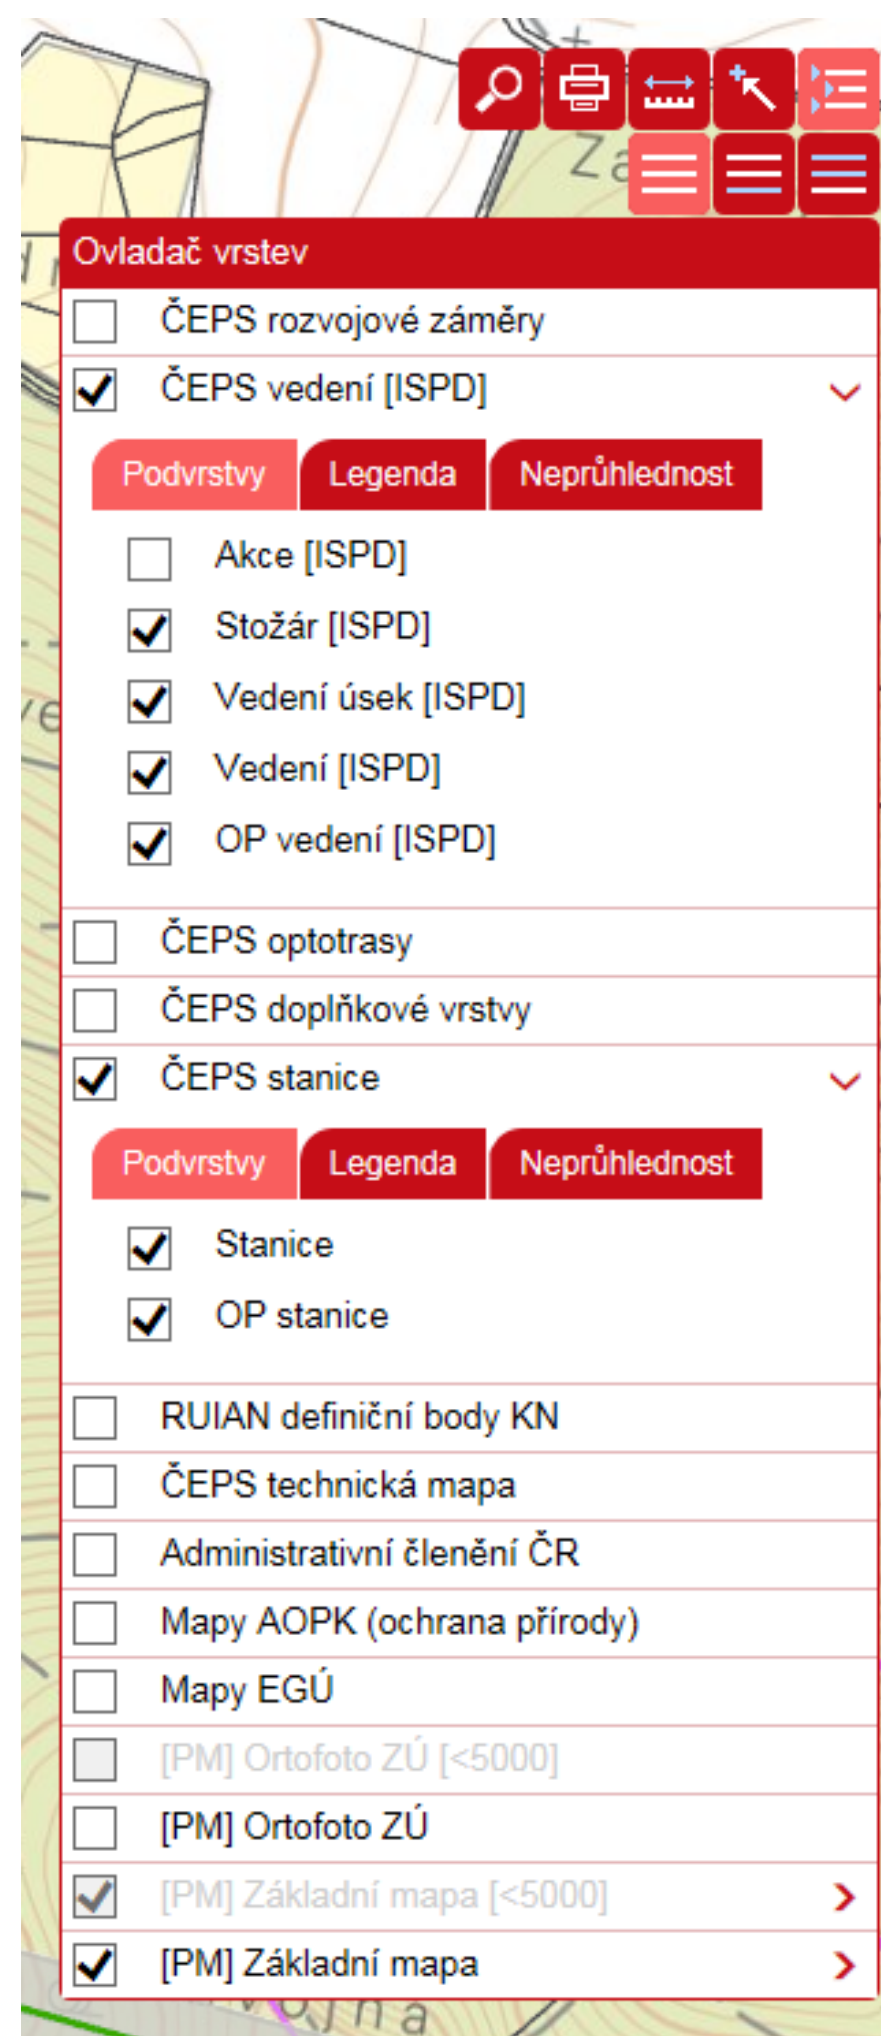 Za
Ovladač vrstev
ČEPS rozvojové záměry
ČEPS vedení [ISPD]
Podvrstvy Legenda Neprůhlednost
Akce [ISPD]
Stožár [ISPD]
Vedení úsek [ISPD]
Vedení [ISPD]
OP vedení [ISPD]
ČEPS optotrasy
ČEPS doplňkové vrstvy
ČEPS stanice
Podvrstvy Legenda Neprůhlednost
Stanice
OP stanice
RUIAN definiční body KN
ČEPS technická mapa
Administrativní členění ČR
Mapy AOPK (ochrana přírody)
Mapy EGÚ
[PM] Ortofoto ZÚ [<5000]
[PM] Ortofoto ZÚ
[PM] Základní mapa [<5000]
[PM] Základní mapa